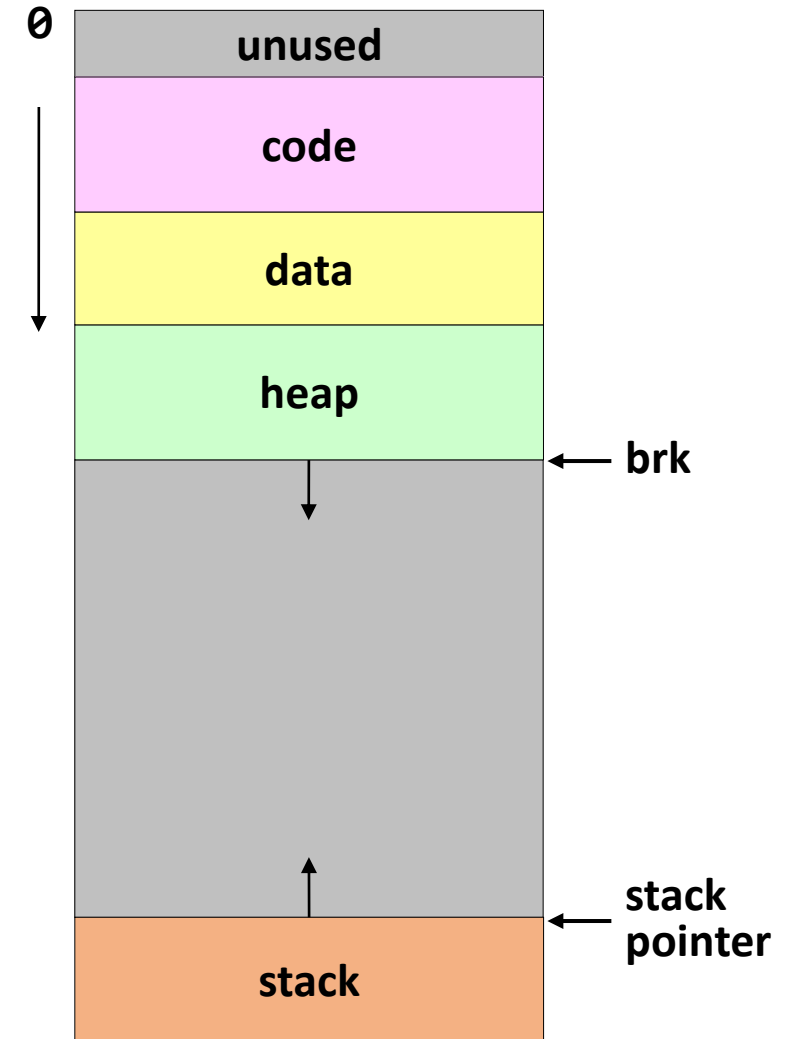 0
unused
code
data
heap
brk
stack
pointer
stack